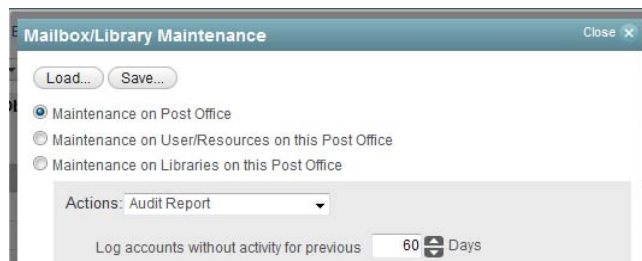 Mailbox/Library Maintenance Close
Load... Save...
Maintenance on Post Office
Maintenance on User/Resources on this Post Office
Maintenance on Libraries on this Post Office
Actions: Audit Report
Log accounts without activity for previous 60 Days